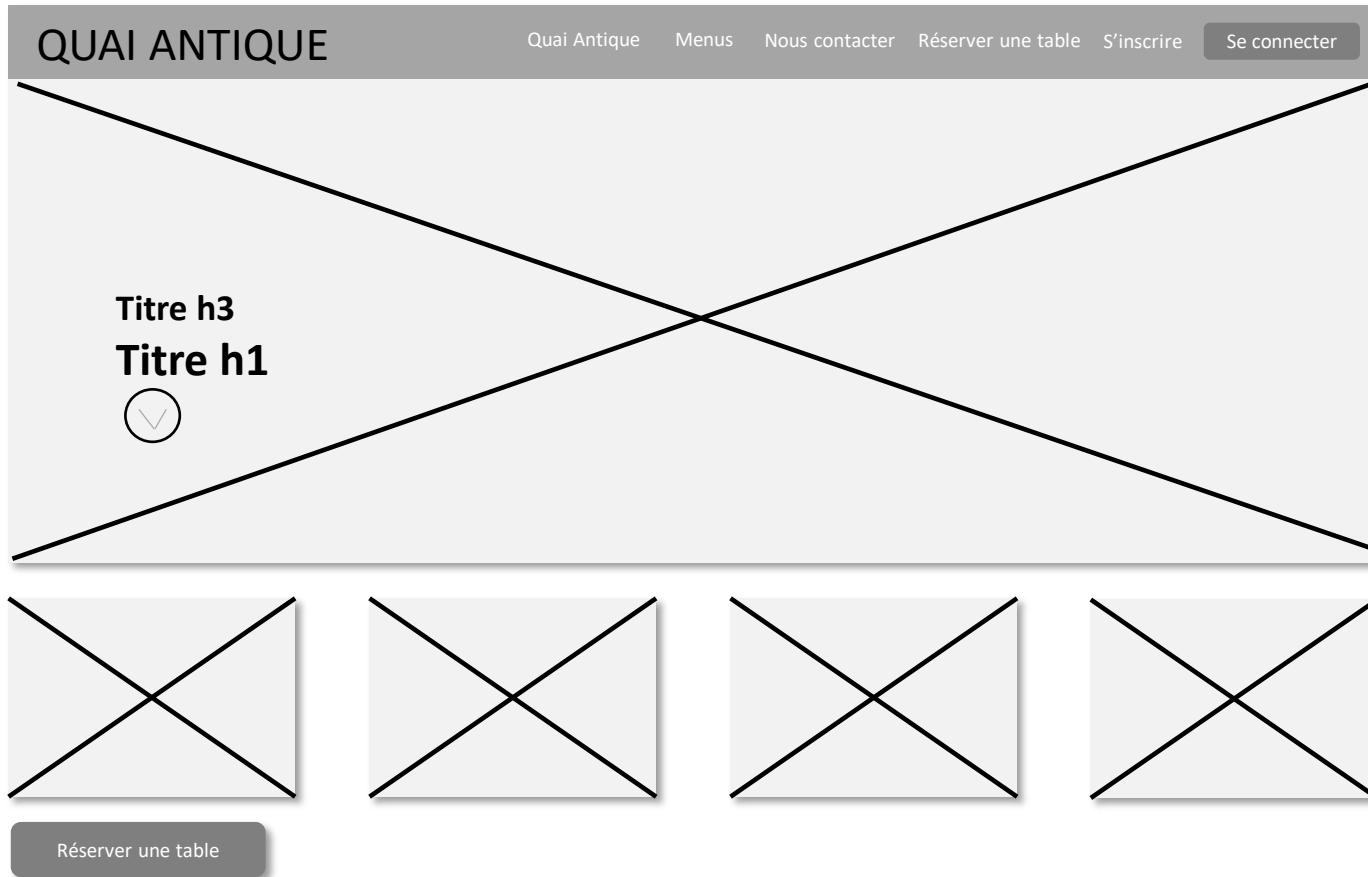 QUAI ANTIQUE
Quai Antique Menus Nous contacter Réserver une table S’inscrire Se connecter
Titre h3
Titre h1
Réserver une table